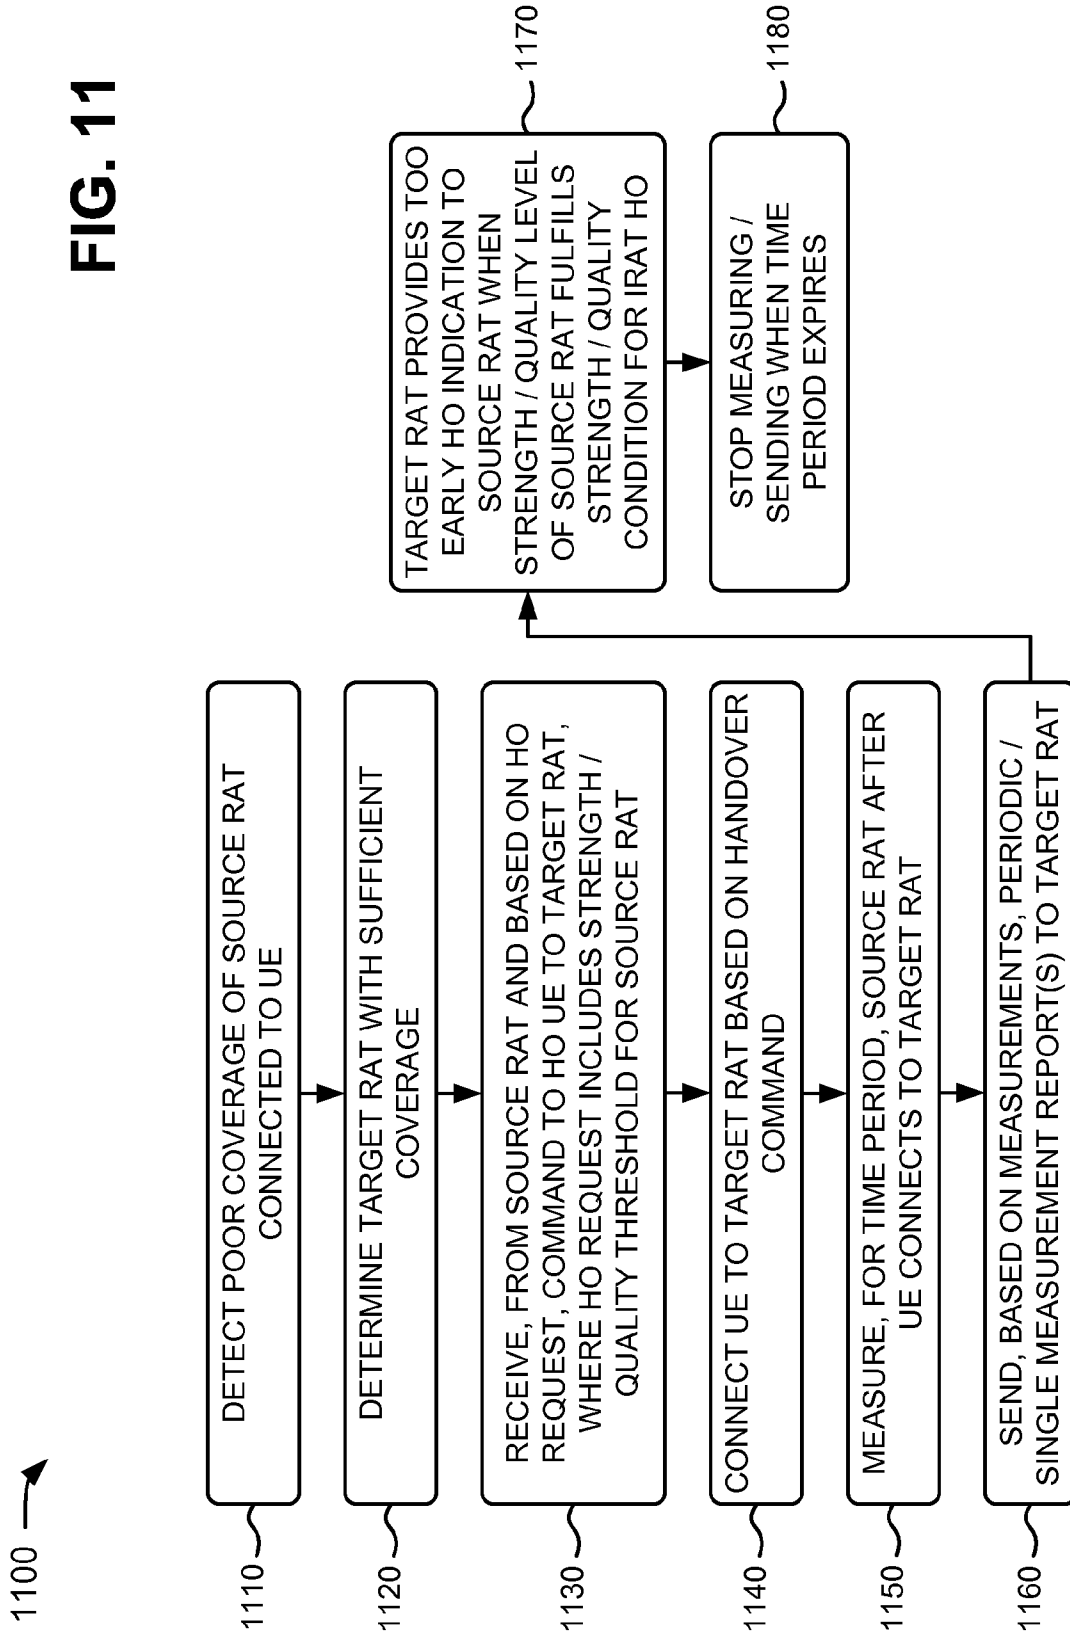 FIG. 11
1100
1110
DETECT POOR COVERAGE OF SOURCE RAT
CONNECTED TO UE
1120
DETERMINE TARGET RAT WITH SUFFICIENT
COVERAGE
1130
RECEIVE, FROM SOURCE RAT AND BASED ON HO
REQUEST, COMMAND TO HO UE TO TARGET RAT,
WHERE HO REQUEST INCLUDES STRENGTH /
QUALITY THRESHOLD FOR SOURCE RAT
1140
CONNECT UE TO TARGET RAT BASED ON HANDOVER
COMMAND
1150
MEASURE, FOR TIME PERIOD, SOURCE RAT AFTER
UE CONNECTS TO TARGET RAT
1160
SEND, BASED ON MEASUREMENTS, PERIODIC /
SINGLE MEASUREMENT REPORT(S) TO TARGET RAT
1170
TARGET RAT PROVIDES TOO
EARLY HO INDICATION TO
SOURCE RAT WHEN
STRENGTH / QUALITY LEVEL
OF SOURCE RAT FULFILLS
STRENGTH / QUALITY
CONDITION FOR IRAT HO
1180
STOP MEASURING /
SENDING WHEN TIME
PERIOD EXPIRES